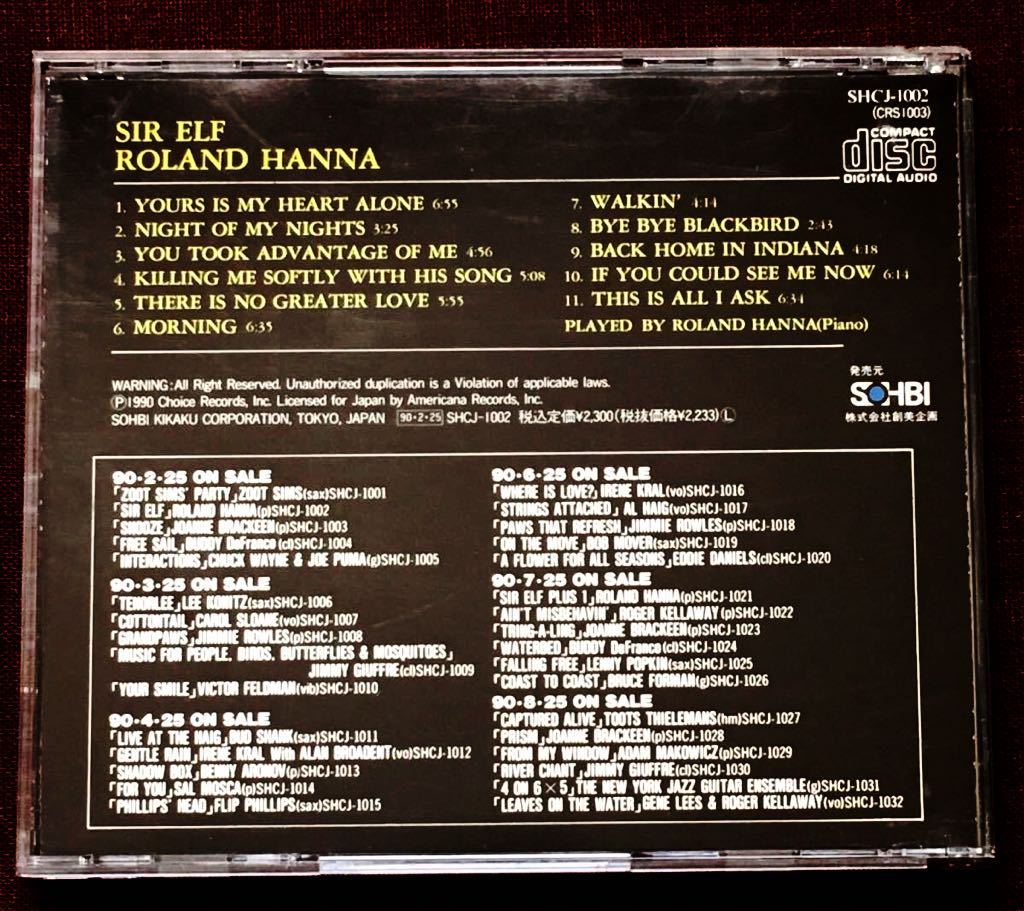 SHCJ-1002
(CRS1003)
COMPACT
disc
DIGITAL AUDIO
SIR ELF
ROLAND HANNA
1. YOURS IS MY HEART ALONE 6:55
2. NIGHT OF MY NIGHTS 3:25
3. YOU TOOK ADVANTAGE OF ME 4:56
4. KILLING ME SOFTLY WITH HIS SONG 5:08
5. THERE IS NO GREATER LOVE 5:55
6. MORNING 6:35
7. WALKIN' 4:14
8. BYE BYE BLACKBIRD 2:43
9. BACK HOME IN INDIANA 4:18
10. IF YOU COULD SEE ME NOW 6:14
11. THIS IS ALL I ASK 6:34
PLAYED BY ROLAND HANNA(Piano)
WARNING:All Right Reserved. Unauthorized duplication is a Violation of applicable laws.
Ⓟ1990 Choice Records, Inc. Licensed for Japan by Americana Records, Inc.
SOHBI KIKAKU CORPORATION, TOKYO, JAPAN 90・2・25 SHCJ-1002 税込定価¥2,300(税抜価格¥2,233)Ⓛ
発売元
SOHBI
株式会社創美企画
90・2・25 ON SALE
「ZOOT SIMS' PARTY」ZOOT SIMS(sax)SHCJ-1001
「SIR ELF」ROLAND HANNA(p)SHCJ-1002
「SNOOZE」JOANNE BRACKEEN(p)SHCJ-1003
「FREE SAIL」BUDDY DeFranco(cl)SHCJ-1004
「INTERACTIONS」CHUCK WAYNE & JOE PUMA(g)SHCJ-1005
90・3・25 ON SALE
「TENORLEE」LEE KONITZ(sax)SHCJ-1006
「COTTONTAIL」CAROL SLOANE(vo)SHCJ-1007
「GRANDPAWS」JIMMIE ROWLES(p)SHCJ-1008
「MUSIC FOR PEOPLE, BIRDS, BUTTERFLIES & MOSQUITOES」
JIMMY GIUFFRE(cl)SHCJ-1009
「YOUR SMILE」VICTOR FELDMAN(vib)SHCJ-1010
90・4・25 ON SALE
「LIVE AT THE HAIG」BUD SHANK(sax)SHCJ-1011
「GENTLE RAIN」IRENE KRAL With ALAN BROADENT(vo)SHCJ-1012
「SHADOW BOX」BENNY ARONOV(p)SHCJ-1013
「FOR YOU」SAL MOSCA(p)SHCJ-1014
「PHILLIPS' HEAD」FLIP PHILLIPS(sax)SHCJ-1015
90・6・25 ON SALE
「WHERE IS LOVE?」IRENE KRAL(vo)SHCJ-1016
「STRINGS ATTACHED」AL HAIG(vo)SHCJ-1017
「PAWS THAT REFRESH」JIMMIE ROWLES(p)SHCJ-1018
「ON THE MOVE」BOB MOVER(sax)SHCJ-1019
「A FLOWER FOR ALL SEASONS」EDDIE DANIELS(cl)SHCJ-1020
90・7・25 ON SALE
「SIR ELF PLUS 1」ROLAND HANNA(p)SHCJ-1021
「AIN'T MISBEHAVIN'」ROGER KELLAWAY(p)SHCJ-1022
「TRING-A-LING」JOANNE BRACKEEN(p)SHCJ-1023
「WATERBED」BUDDY DeFranco(cl)SHCJ-1024
「FALLING FREE」LENNY POPKIN(sax)SHCJ-1025
「COAST TO COAST」BRUCE FORMAN(g)SHCJ-1026
90・8・25 ON SALE
「CAPTURED ALIVE」TOOTS THIELEMANS(hm)SHCJ-1027
「PRISM」JOANNE BRACKEEN(p)SHCJ-1028
「FROM MY WINDOW」ADAM MAKOWICZ(p)SHCJ-1029
「RIVER CHANT」JIMMY GIUFFRE(cl)SHCJ-1030
「4 ON 6×5」THE NEW YORK JAZZ GUITAR ENSEMBLE(g)SHCJ-1031
「LEAVES ON THE WATER」GENE LEES & ROGER KELLAWAY(vo)SHCJ-1032